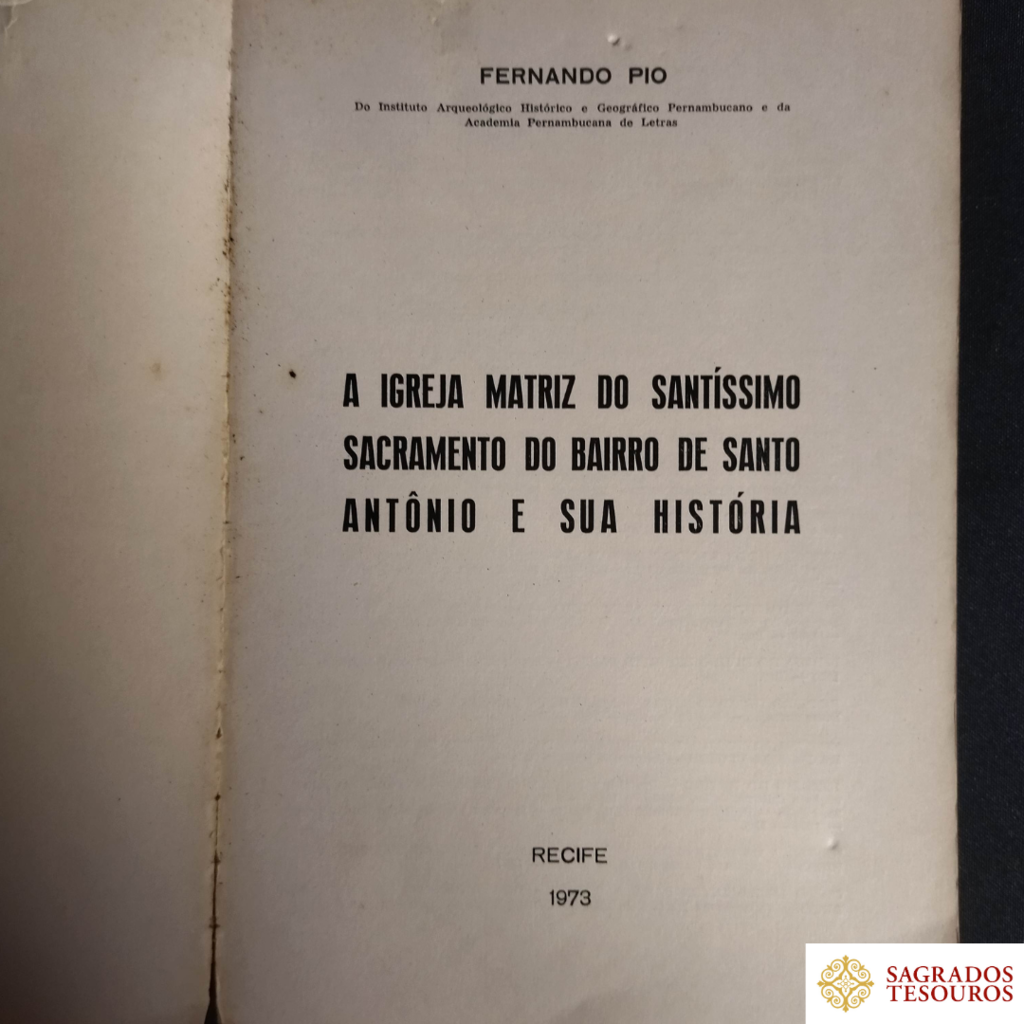 FERNANDO PIO
Do Instituto Arqueológico Histórico e Geográfico Pernambucano e da
Academia Pernambucana de Letras
A IGREJA MATRIZ DO SANTÍSSIMO
SACRAMENTO DO BAIRRO DE SANTO
ANTÔNIO E SUA HISTÓRIA
RECIFE
1973
SAGRADOS
TESOUROS